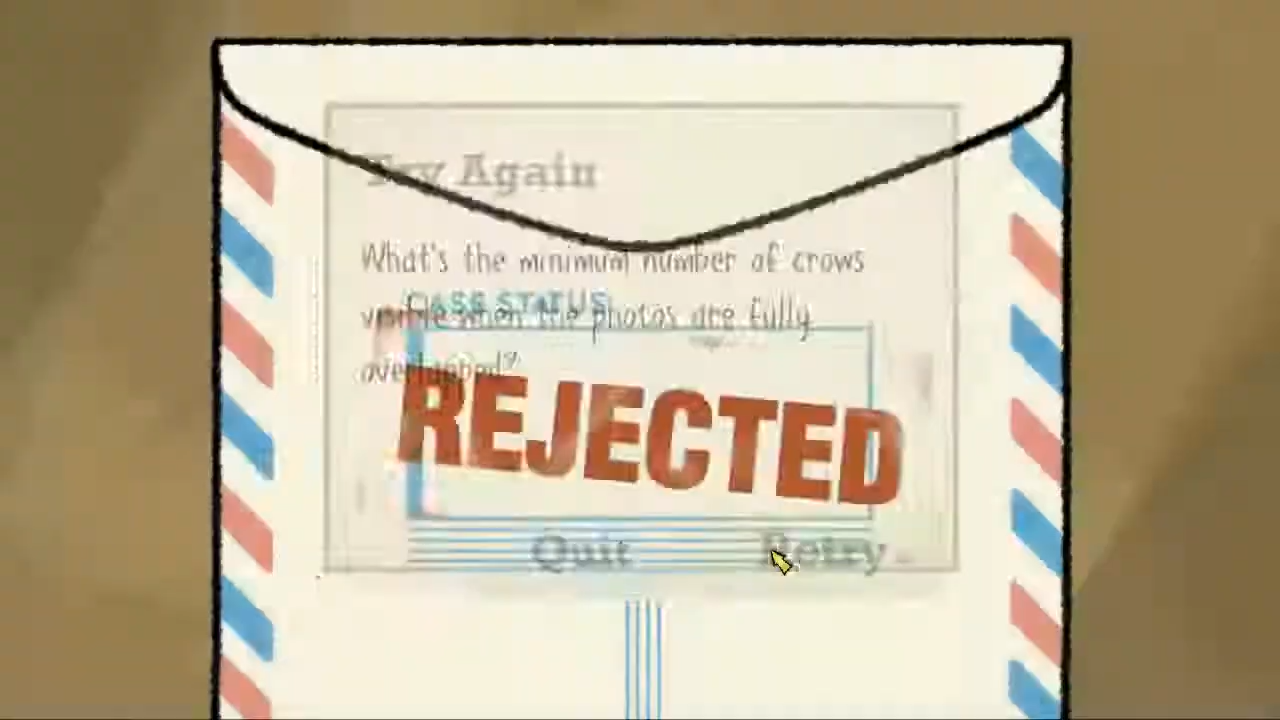 Try Again
What's the minimum number of crows
visible when the photos are fully
CASE STATUS
overlapped?
REJECTED
Quit
Retry